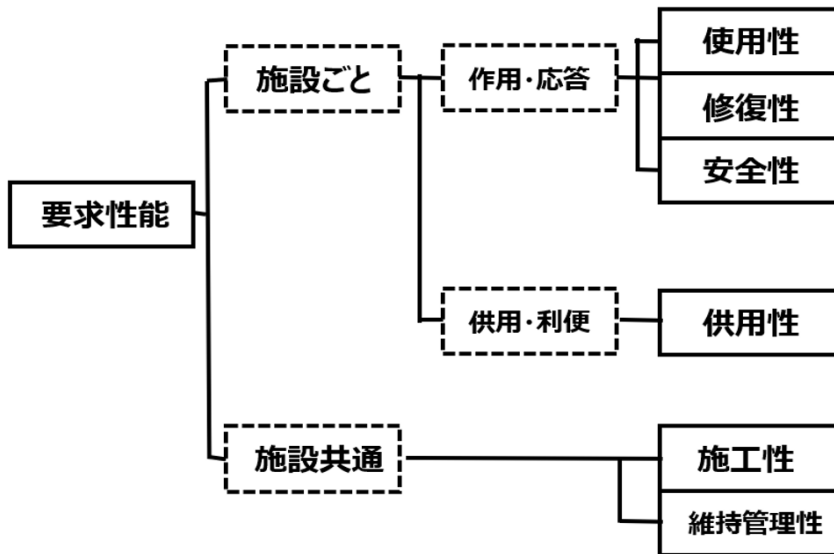 要求性能
施設ごと
作用・応答
使用性
修復性
安全性
供用・利便
供用性
施設共通
施工性
維持管理性